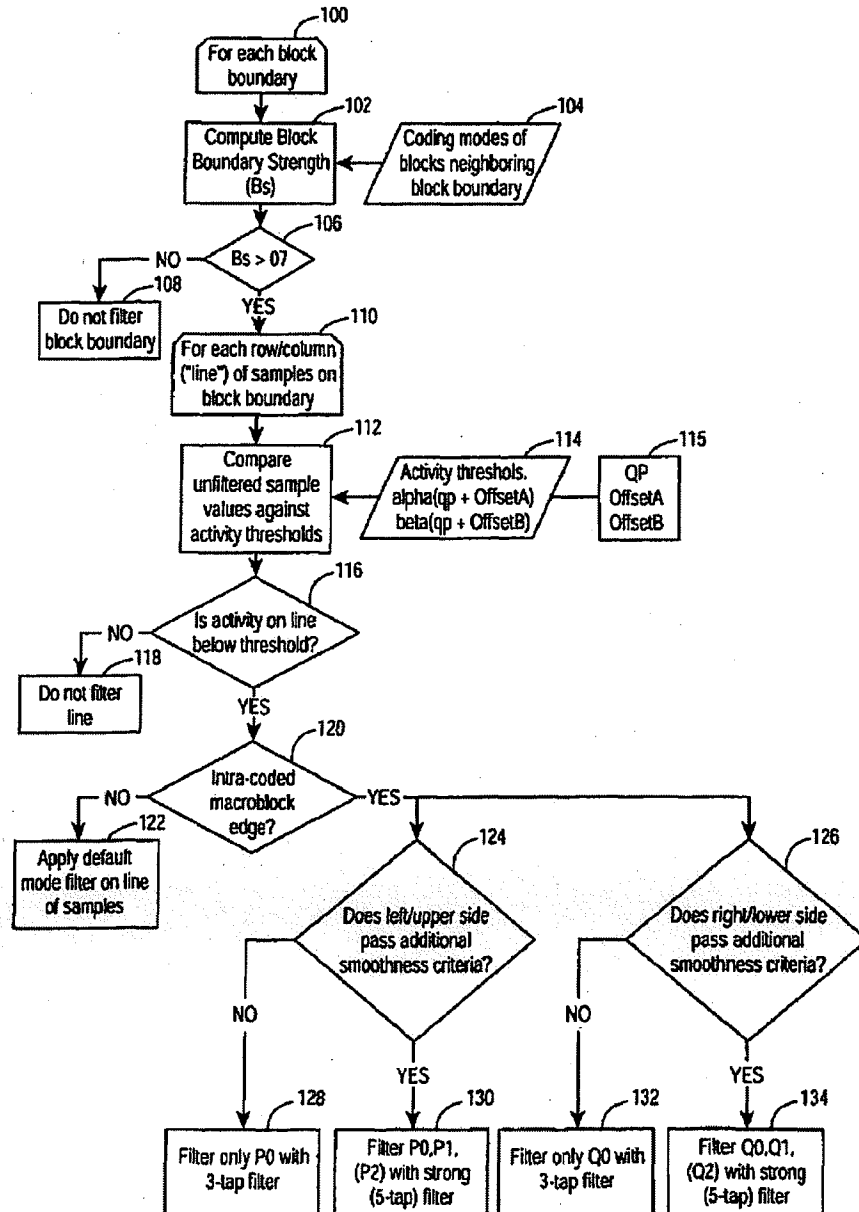 100
For each block
boundary
102
Compute Block
Boundary Strength
(Bs)
104
Coding modes of
blocks neighboring
block boundary
106
Bs > 0?
NO
108
Do not filter
block boundary
YES
110
For each row/column
("line") of samples on
block boundary
112
Compare
unfiltered sample
values against
activity thresholds
114
Activity threshols.
alpha(qp + OffsetA)
beta(qp + OffsetB)
115
QP
OffsetA
OffsetB
116
Is activity on line
below threshold?
NO
118
Do not filter
line
YES
120
Intra-coded
macroblock
edge?
NO
YES
122
Apply default
mode filter on line
of samples
124
Does left/upper side
pass additional
smoothness criteria?
126
Does right/lower side
pass additional
smoothness criteria?
NO
YES
NO
YES
128
Filter only P0 with
3-tap filter
130
Filter P0,P1,
(P2) with strong
(5-tap) filter
132
Filter only Q0 with
3-tap filter
134
Filter Q0,Q1,
(Q2) with strong
(5-tap) filter